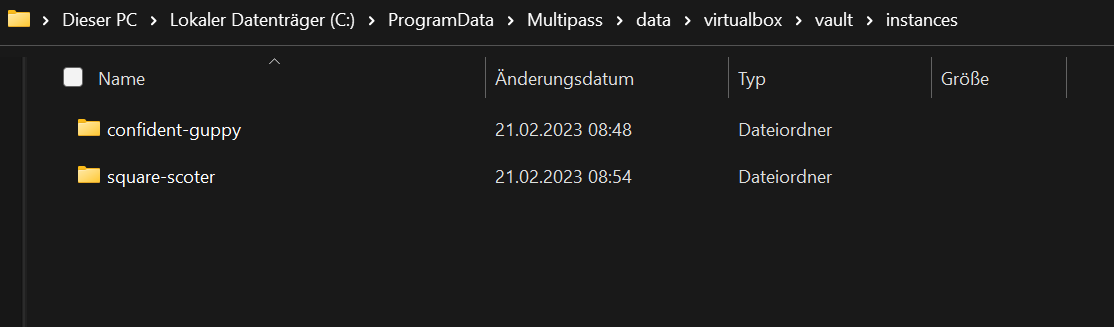 Dieser PC > Lokaler Datenträger (C:) > ProgramData > Multipass > data > virtualbox > vault > instances
Name Änderungsdatum Typ Größe
confident-guppy 21.02.2023 08:48 Dateiordner
square-scoter 21.02.2023 08:54 Dateiordner